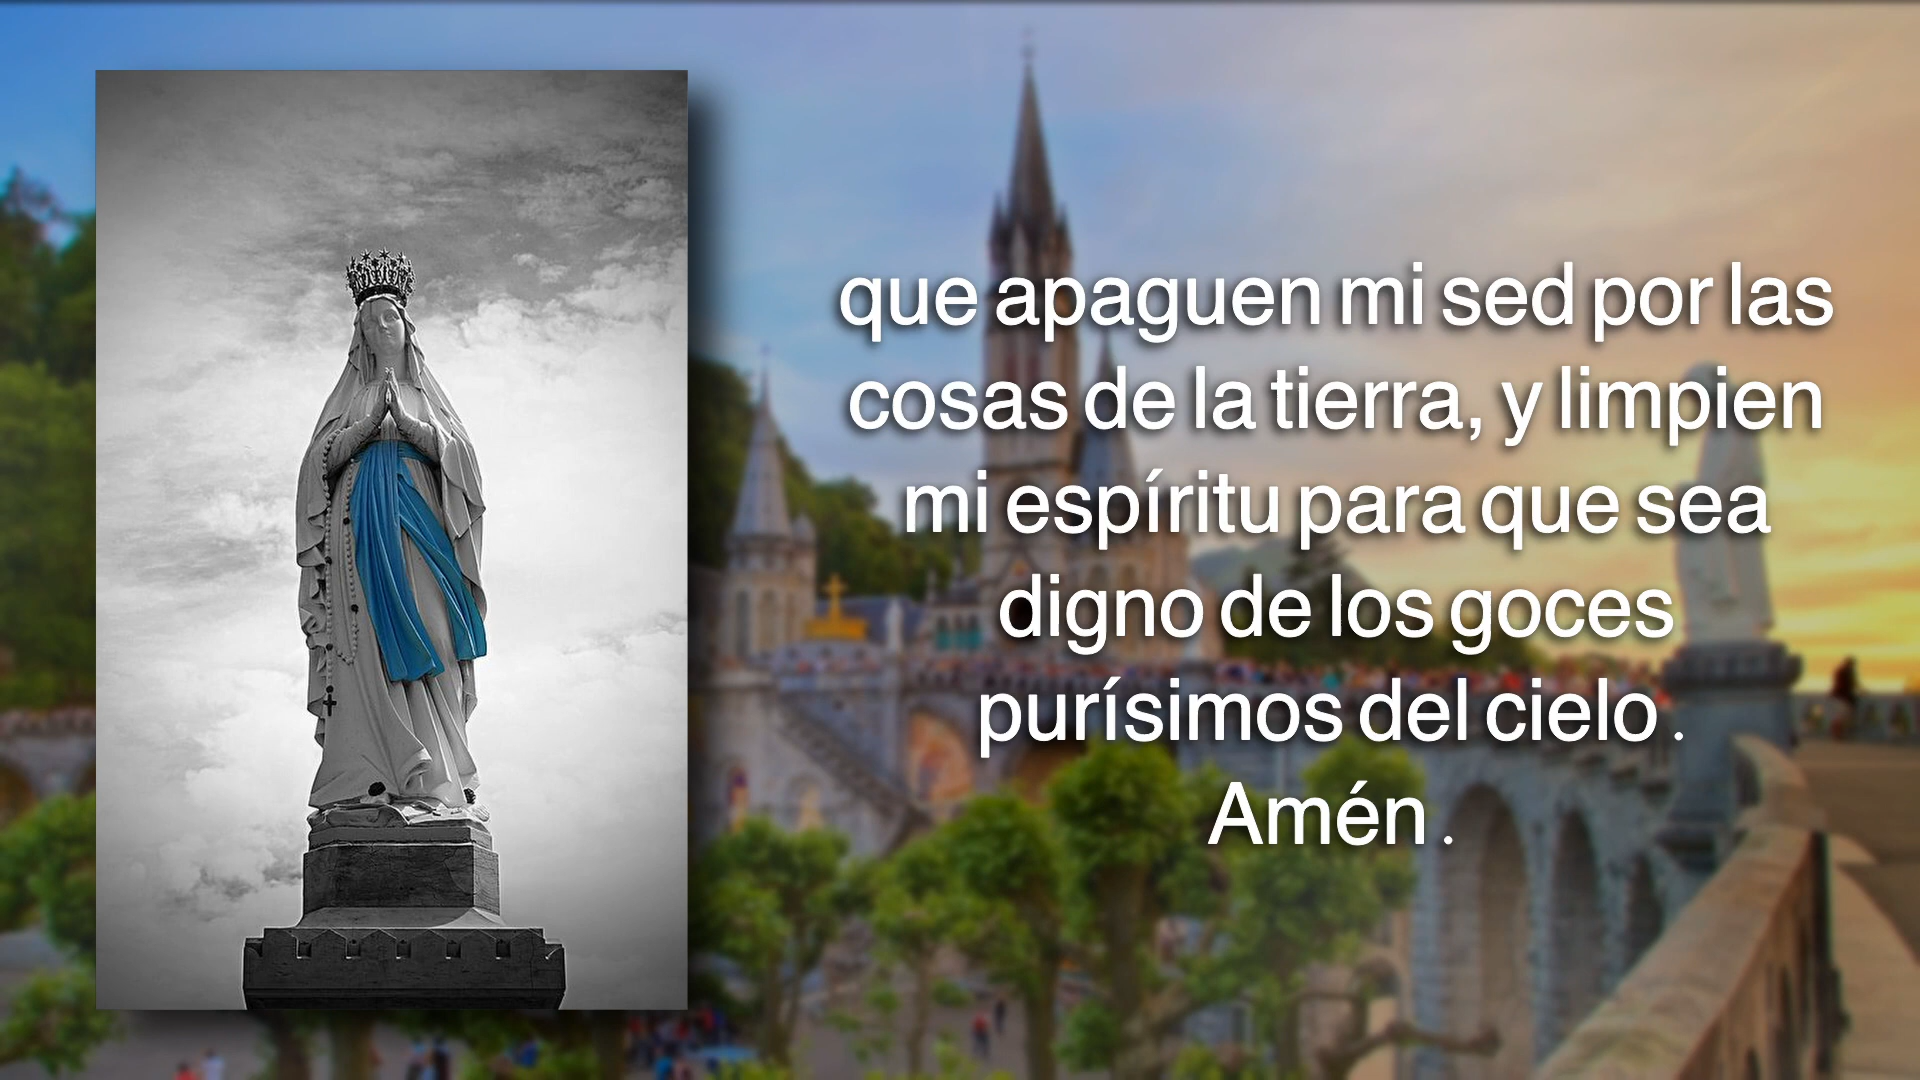 que apaguen mi sed por las
cosas de la tierra, y limpien
mi espíritu para que sea
digno de los goces
purísimos del cielo .
Amén .